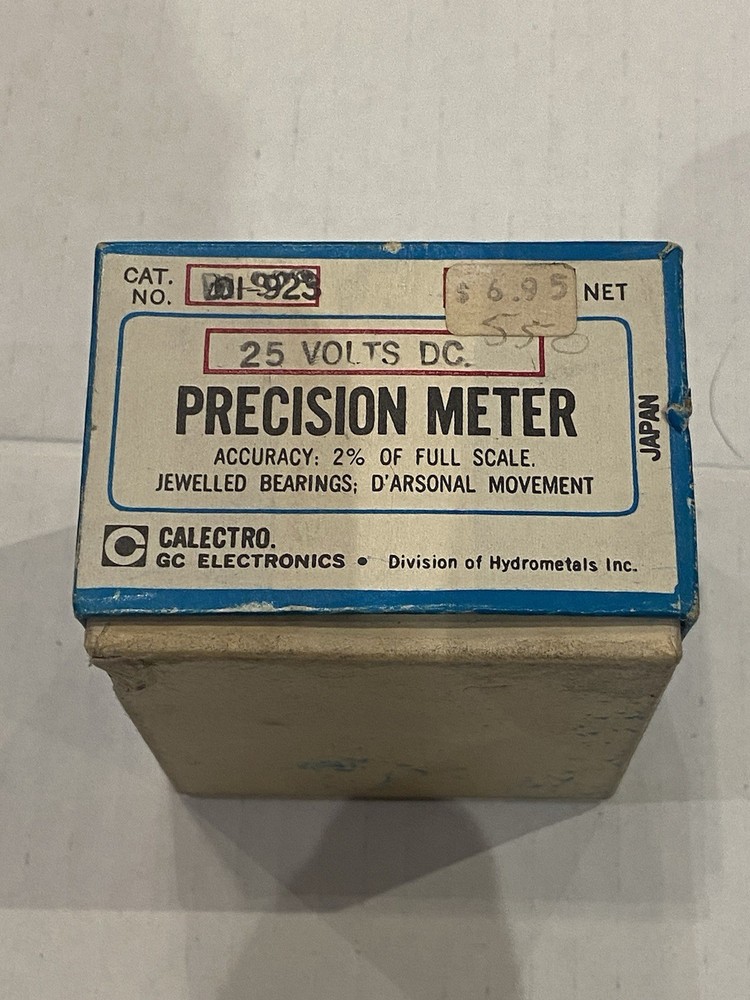 CAT. NO.
$ 6.95 NET
550
25 VOLTS DC.
PRECISION METER
ACCURACY: 2% OF FULL SCALE.
JEWELLED BEARINGS; D'ARSONAL MOVEMENT
JAPAN
C CALECTRO.
GC ELECTRONICS • Division of Hydrometals Inc.